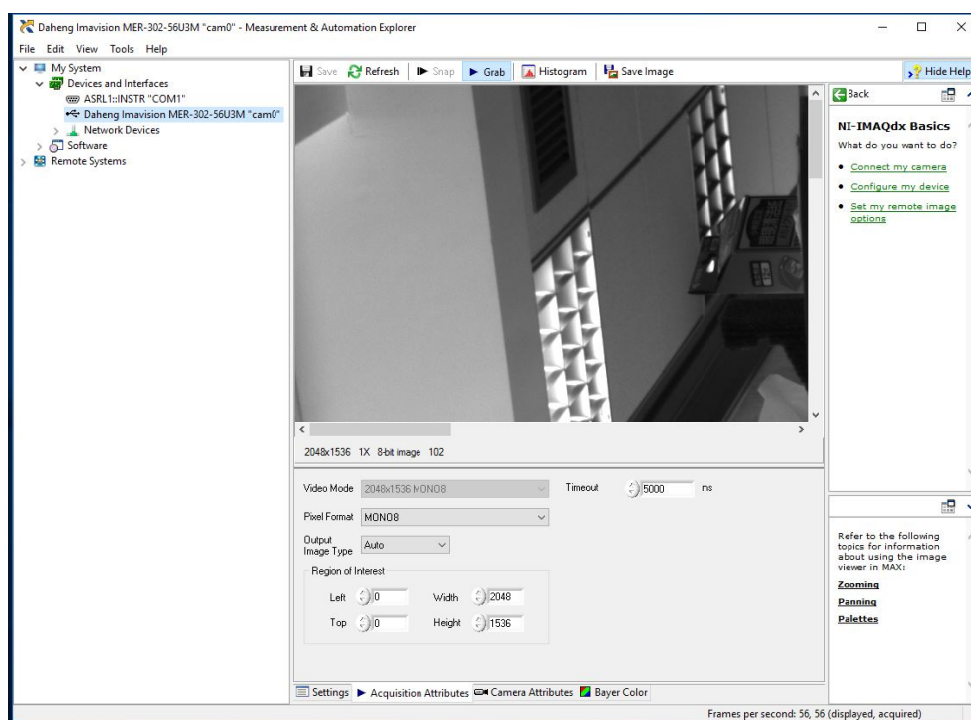 Daheng Imavision MER-302-56U3M "cam0" - Measurement & Automation Explorer
File Edit View Tools Help
My System
Devices and Interfaces
ASRL1::INSTR "COM1"
Daheng Imavision MER-302-56U3M "cam0"
Network Devices
Software
Remote Systems
Save Refresh Snap Grab Histogram Save Image Hide Help
2048x1536 1X 8-bit image 102
Video Mode 2048x1536 MONO8 Timeout 5000 ns
Pixel Format MONO8
Output
Image Type Auto
Region of Interest
Left 0 Width 2048
Top 0 Height 1536
Settings Acquisition Attributes Camera Attributes Bayer Color
Back
NI-IMAQdx Basics
What do you want to do?
Connect my camera
Configure my device
Set my remote image
options
Refer to the following
topics for information
about using the image
viewer in MAX:
Zooming
Panning
Palettes
Frames per second: 56, 56 (displayed, acquired)